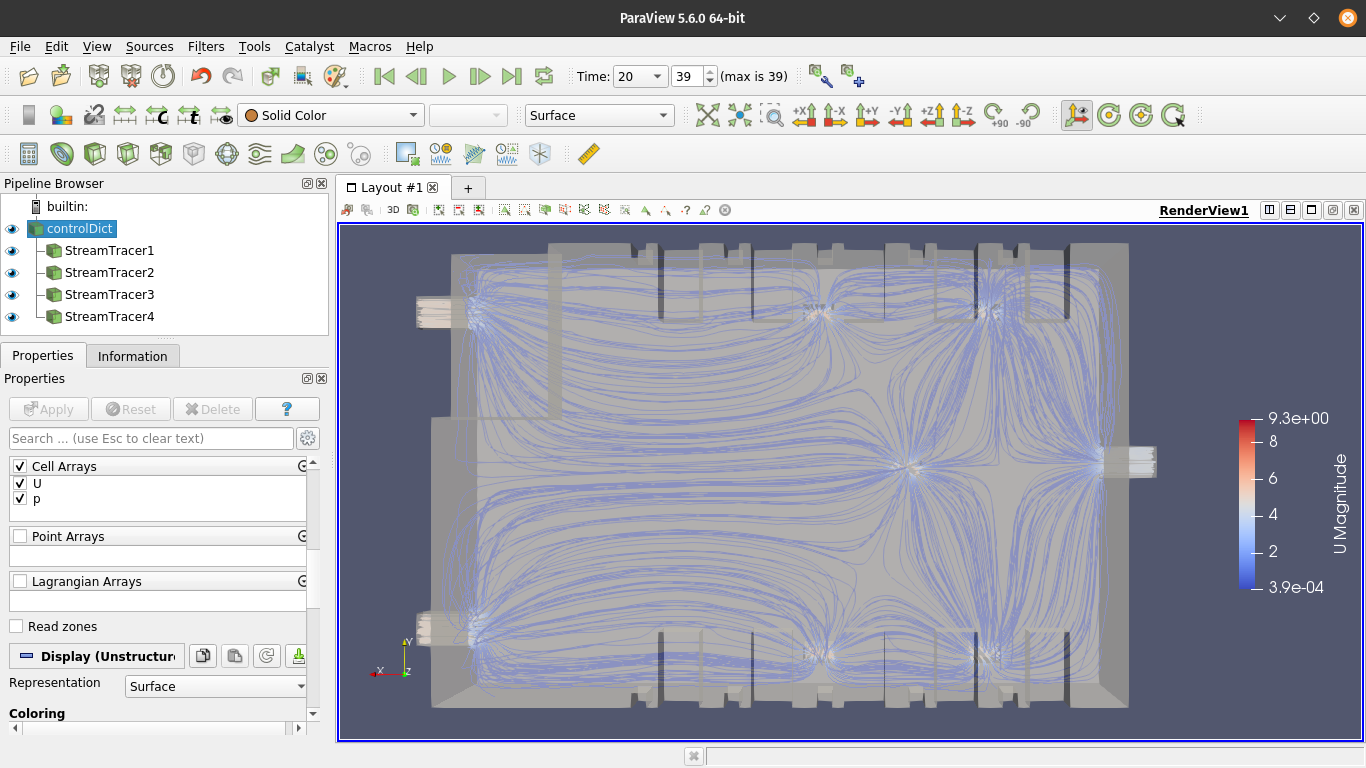 ParaView 5.6.0 64-bit
File Edit View Sources Filters Tools Catalyst Macros Help
Time: 20 39 (max is 39)
C t Solid Color Surface +X -X +Y -Y +Z -Z +90 -90
Pipeline Browser
builtin:
controlDict
StreamTracer1
StreamTracer2
StreamTracer3
StreamTracer4
Properties Information
Properties
Apply Reset Delete ?
Search ... (use Esc to clear text)
Cell Arrays
U
p
Point Arrays
Lagrangian Arrays
Read zones
Display (Unstructur
Representation Surface
Coloring
Layout #1 +
3D RenderView1
9.3e+00
8
6
4
2
3.9e-04
U Magnitude
Y
X Z